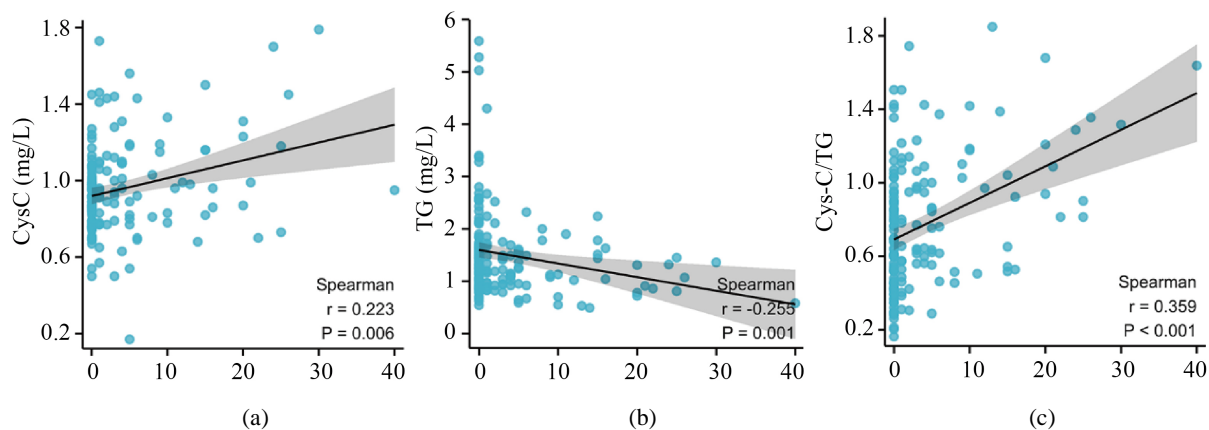 CysC (mg/L)
1.8
1.4
1.0
0.6
0.2
Spearman
r = 0.223
P = 0.006
0 10 20 30 40
(a)
TG (mg/L)
6
5
4
3
2
1
0
Spearman
r = -0.255
P = 0.001
0 10 20 30 40
(b)
Cys-C/TG
1.8
1.4
1.0
0.6
0.2
Spearman
r = 0.359
P < 0.001
0 10 20 30 40
(c)